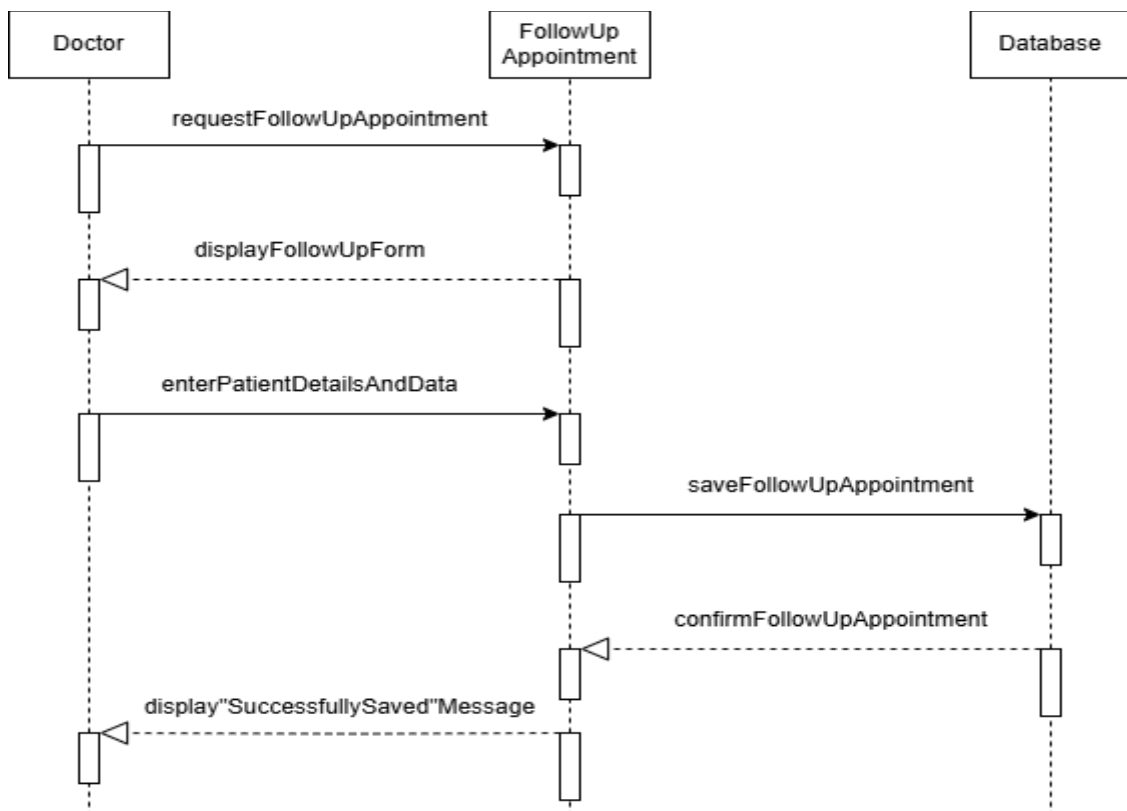 Doctor
FollowUp
Appointment
Database
requestFollowUpAppointment
displayFollowUpForm
enterPatientDetailsAndData
saveFollowUpAppointment
confirmFollowUpAppointment
display"SuccessfullySaved"Message